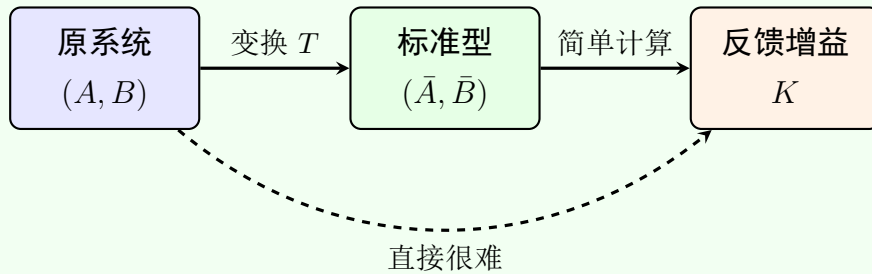 原系统
(A, B)
变换 T
标准型
(Ā, B̄)
简单计算
反馈增益
K
直接很难